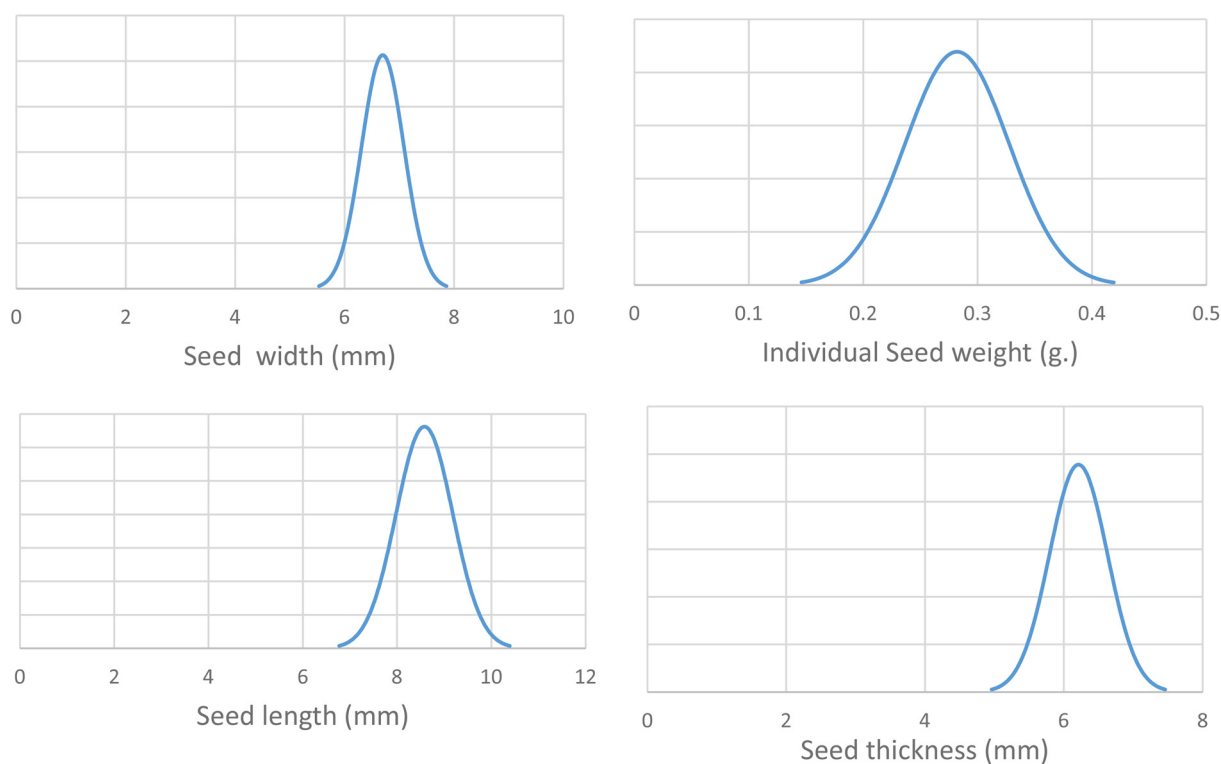 0 2 4 6 8 10
Seed width (mm)
0 0.1 0.2 0.3 0.4 0.5
Individual Seed weight (g.)
0 2 4 6 8 10 12
Seed length (mm)
0 2 4 6 8
Seed thickness (mm)